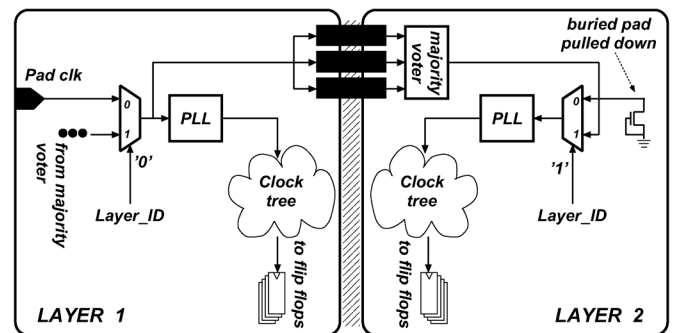 buried pad
pulled down
Pad clk
0
1
from majority
voter
'0'
Layer_ID
PLL
Clock
tree
to flip flops
LAYER 1
majority
voter
0
1
'1'
Layer_ID
PLL
Clock
tree
to flip flops
LAYER 2